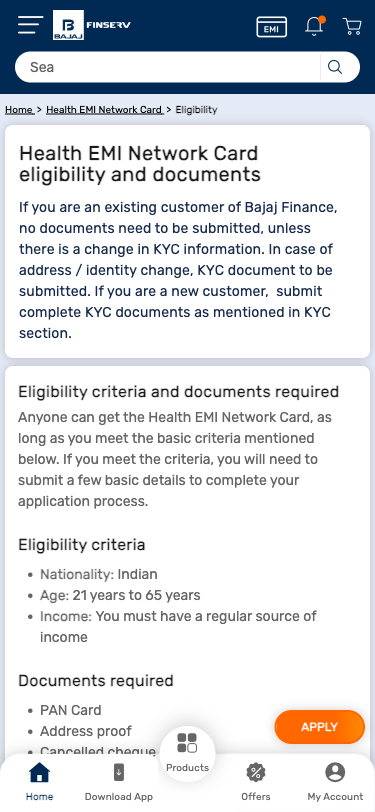 B
BAJAJ
FINSERV
EMI
Sea
Home > Health EMI Network Card > Eligibility
Health EMI Network Card
eligibility and documents
If you are an existing customer of Bajaj Finance,
no documents need to be submitted, unless
there is a change in KYC information. In case of
address / identity change, KYC document to be
submitted. If you are a new customer,  submit
complete KYC documents as mentioned in KYC
section.
Eligibility criteria and documents required
Anyone can get the Health EMI Network Card, as
long as you meet the basic criteria mentioned
below. If you meet the criteria, you will need to
submit a few basic details to complete your
application process.
Eligibility criteria
• Nationality: Indian
• Age: 21 years to 65 years
• Income: You must have a regular source of
income
Documents required
• PAN Card
• Address proof
• Cancelled cheque
APPLY
Home
Download App
Products
Offers
My Account